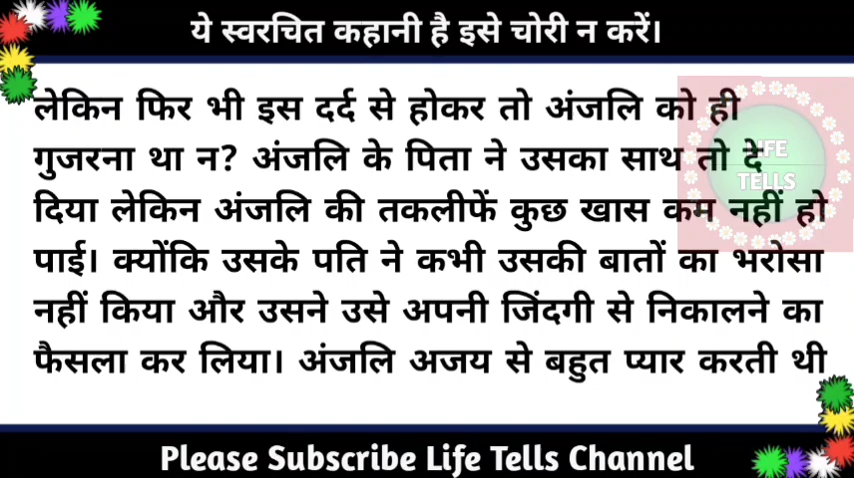 ये स्वरचित कहानी है इसे चोरी न करें।
लेकिन फिर भी इस दर्द से होकर तो अंजलि को ही
गुजरना था न? अंजलि के पिता ने उसका साथ तो दे
LIFE
TELLS
दिया लेकिन अंजलि की तकलीफें कुछ खास कम नहीं हो
पाई। क्योंकि उसके पति ने कभी उसकी बातों का भरोसा
नहीं किया और उसने उसे अपनी जिंदगी से निकालने का
फैसला कर लिया। अंजलि अजय से बहुत प्यार करती थी
Please Subscribe Life Tells Channel